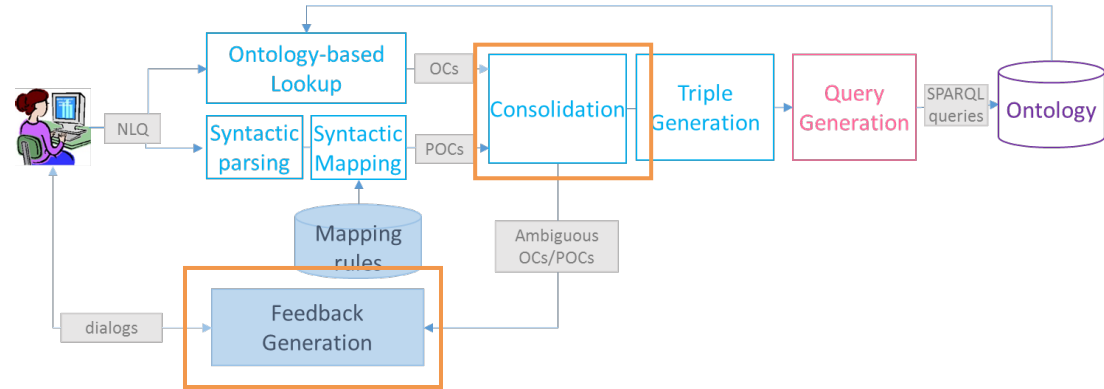 Ontology-based
Lookup
OCs
Consolidation
Triple
Generation
Query
Generation
SPARQL
queries
Ontology
NLQ
Syntactic
parsing
Syntactic
Mapping
POCs
Mapping
rules
Ambiguous
OCs/POCs
Feedback
Generation
dialogs